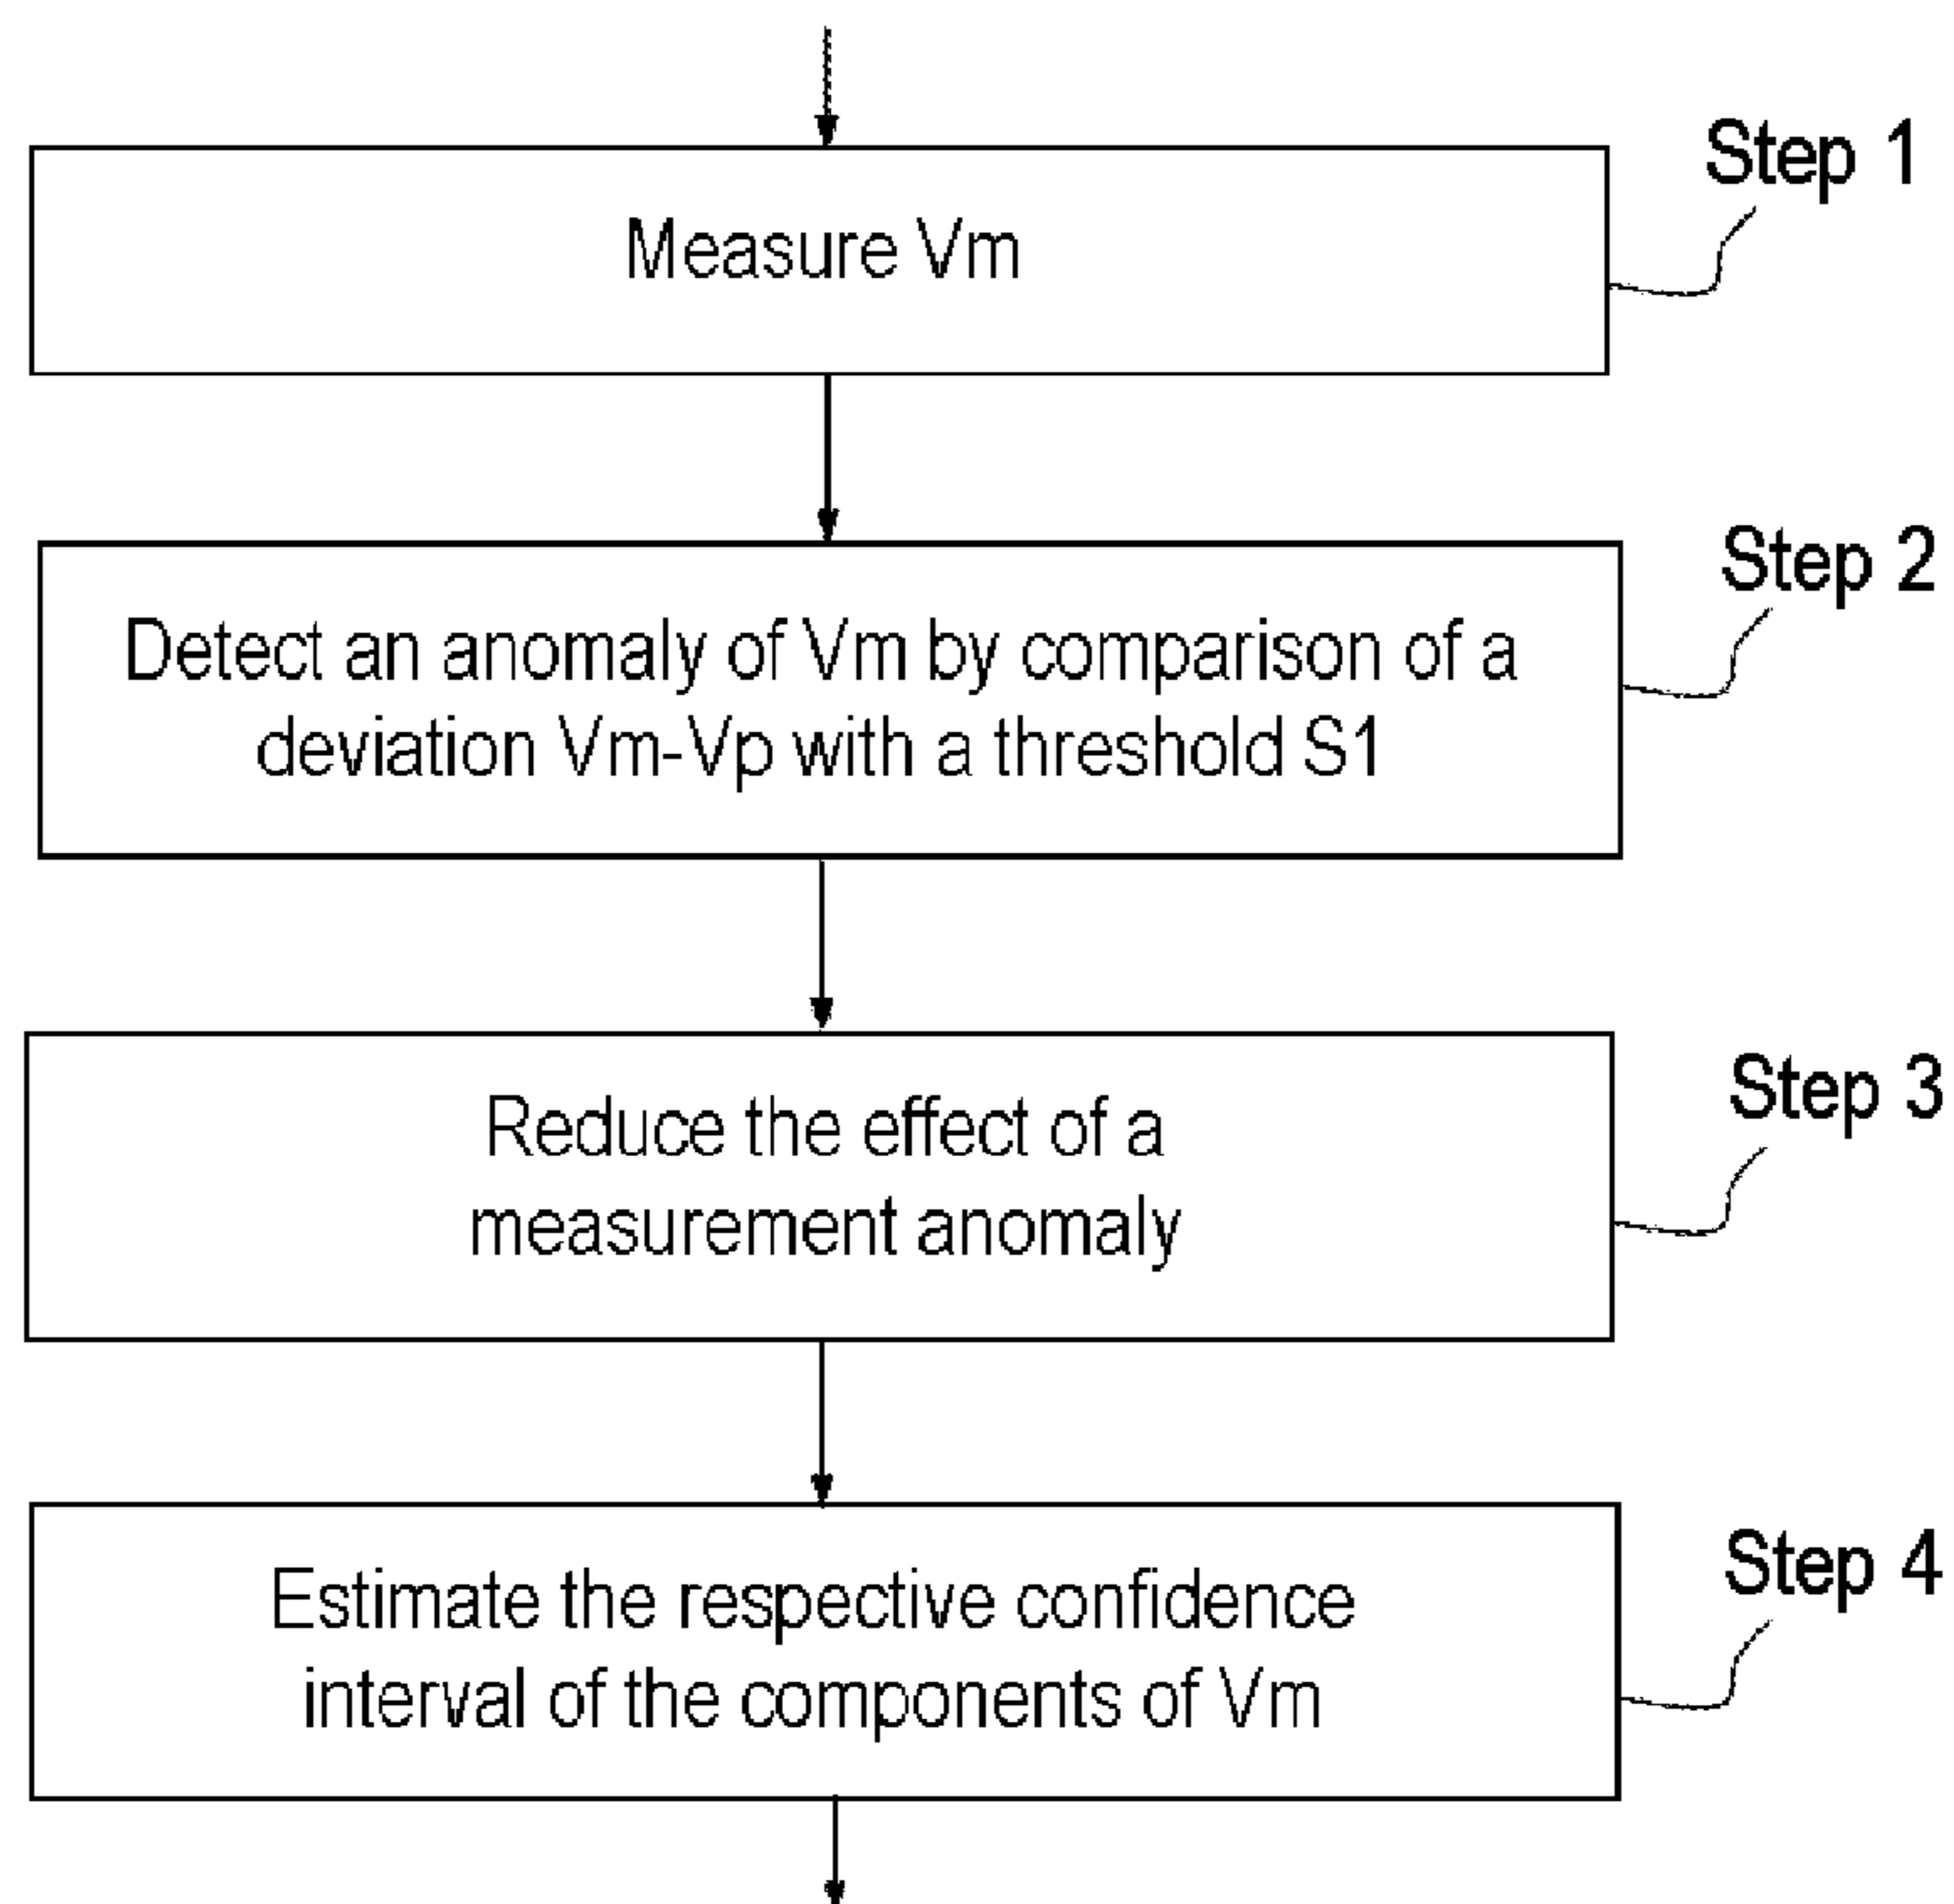 Step 1
Measure Vm
Step 2
Detect an anomaly of Vm by comparison of a
deviation Vm-Vp with a threshold S1
Step 3
Reduce the effect of a
measurement anomaly
Step 4
Estimate the respective confidence
interval of the components of Vm